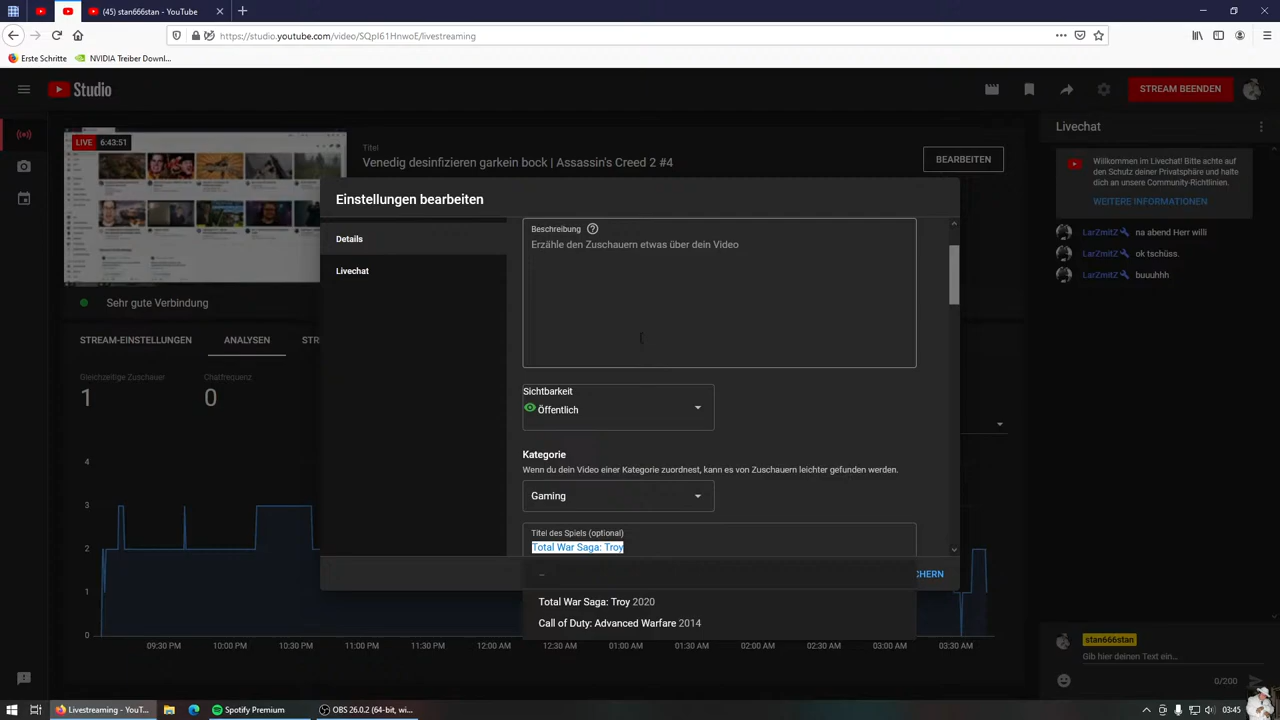 (45) stan666stan - YouTube
https://studio.youtube.com/video/SQpI61HnwoE/livestreaming
Erste Schritte
NVIDIA Treiber Downl...
Studio
STREAM BEENDEN
LIVE 6:43:51
Titel
Venedig desinfizieren garkein bock | Assassin's Creed 2 #4
BEARBEITEN
Livechat
Willkommen im Livechat! Bitte achte auf
den Schutz deiner Privatsphäre und halte
dich an unsere Community-Richtlinien.
WEITERE INFORMATIONEN
LarZmitZ na abend Herr willi
LarZmitZ ok tschüss.
LarZmitZ buuuhhh
Einstellungen bearbeiten
Details
Livechat
Beschreibung
Erzähle den Zuschauern etwas über dein Video
Sichtbarkeit
Öffentlich
Kategorie
Wenn du dein Video einer Kategorie zuordnest, kann es von Zuschauern leichter gefunden werden.
Gaming
Titel des Spiels (optional)
Total War Saga: Troy
–
CHERN
Total War Saga: Troy 2020
Call of Duty: Advanced Warfare 2014
Sehr gute Verbindung
STREAM-EINSTELLUNGEN
ANALYSEN
STR
Gleichzeitige Zuschauer
Chatfrequenz
1
0
4
3
2
1
0
09:30 PM 10:00 PM 10:30 PM 11:00 PM 11:30 PM 12:00 AM 12:30 AM 01:00 AM 01:30 AM 02:00 AM 02:30 AM 03:00 AM 03:30 AM
stan666stan
Gib hier deinen Text ein...
0/200
Livestreaming - YouT...
Spotify Premium
OBS 26.0.2 (64-bit, wi...
03:45